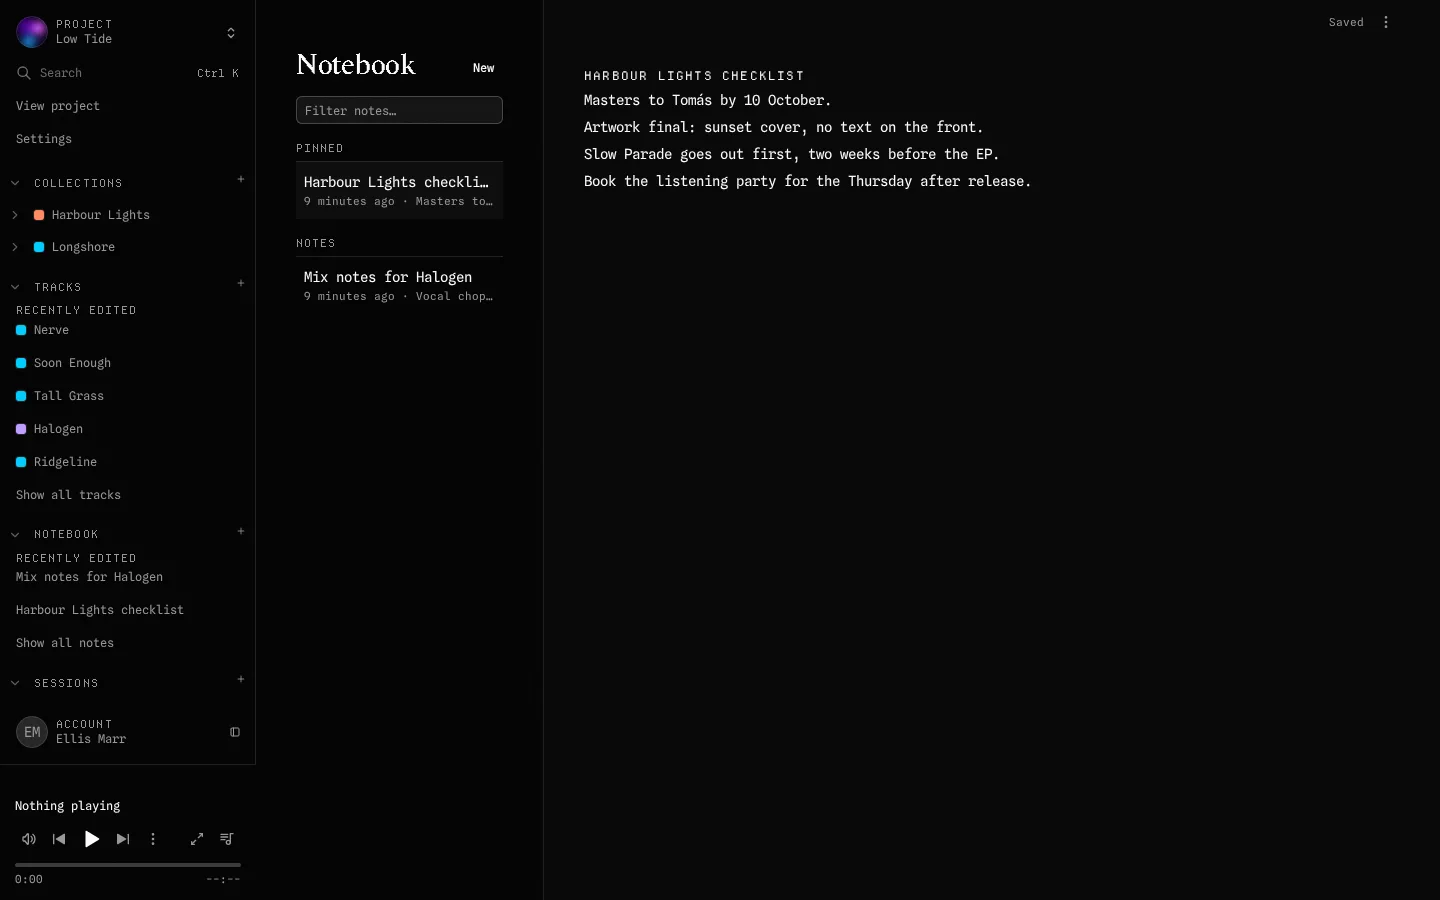 PROJECT
Low Tide
Search Ctrl K
View project
Settings
COLLECTIONS +
Harbour Lights
Longshore
TRACKS +
RECENTLY EDITED
Nerve
Soon Enough
Tall Grass
Halogen
Ridgeline
Show all tracks
NOTEBOOK +
RECENTLY EDITED
Mix notes for Halogen
Harbour Lights checklist
Show all notes
SESSIONS +
EM
ACCOUNT
Ellis Marr
Nothing playing
0:00 --:--
Notebook New
Filter notes…
PINNED
Harbour Lights checkli…
9 minutes ago · Masters to…
NOTES
Mix notes for Halogen
9 minutes ago · Vocal chop…
Saved
HARBOUR LIGHTS CHECKLIST
Masters to Tomás by 10 October.
Artwork final: sunset cover, no text on the front.
Slow Parade goes out first, two weeks before the EP.
Book the listening party for the Thursday after release.